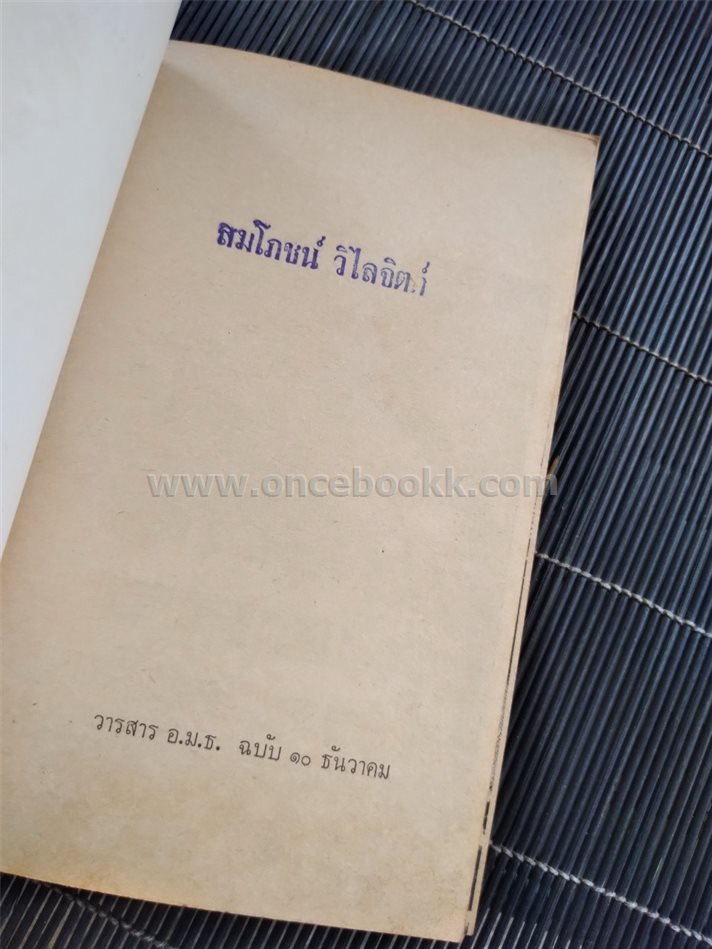 สมโภชน์ วิไลจิตต์
www.oncebookk.com
วารสาร อ.ม.ธ. ฉบับ ๑๐ ธันวาคม